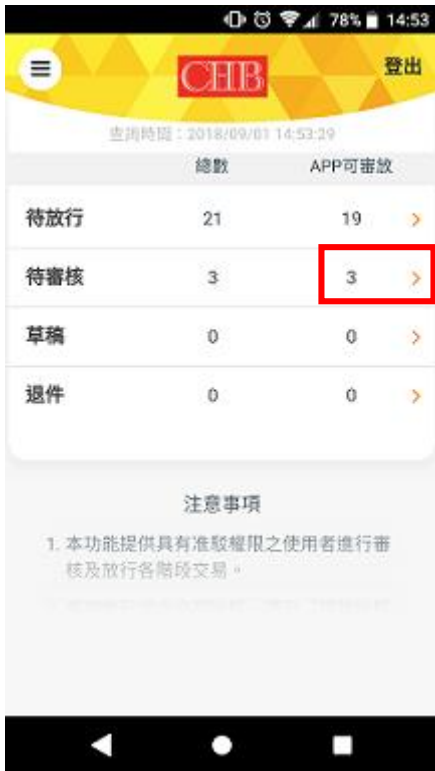 78% 14:53
CHB 登出
查詢時間：2018/09/01 14:53:29
總數 APP可審放
待放行 21 19
待審核 3 3
草稿 0 0
退件 0 0
注意事項
1. 本功能提供具有准駁權限之使用者進行審
核及放行各階段交易。